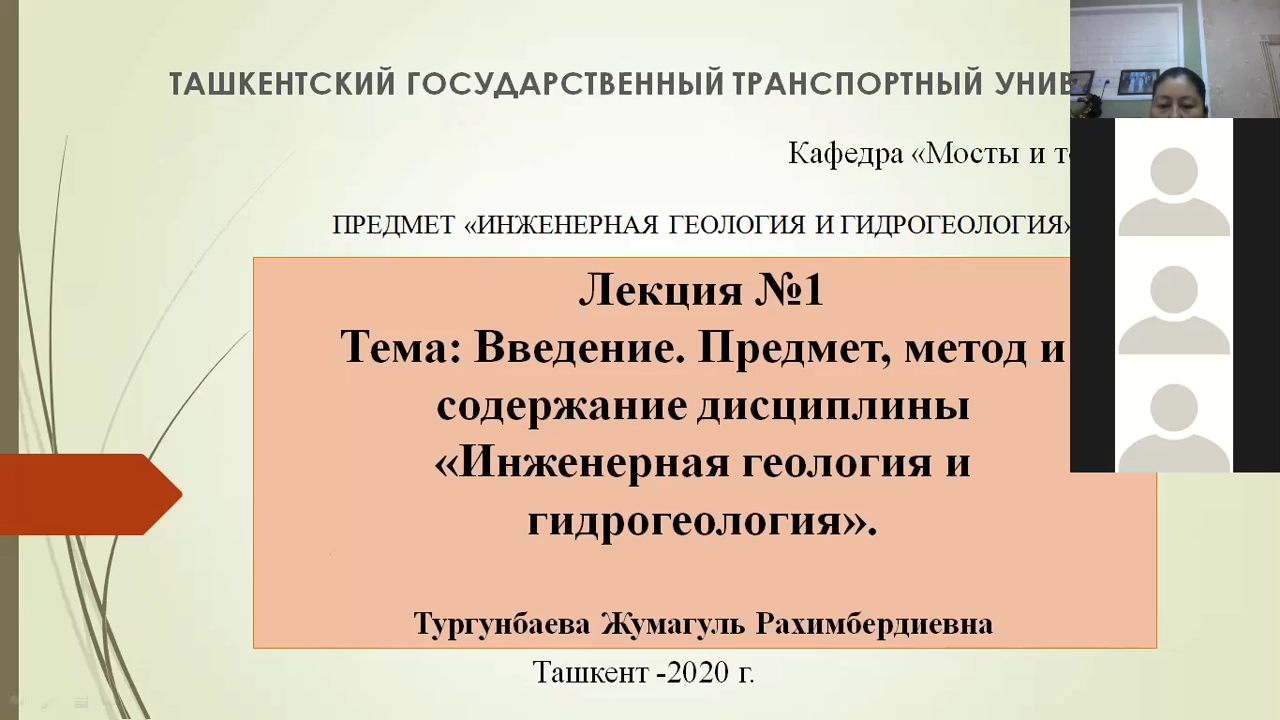 ТАШКЕНТСКИЙ ГОСУДАРСТВЕННЫЙ ТРАНСПОРТНЫЙ
Кафедра «Мосты и
ПРЕДМЕТ «ИНЖЕНЕРНАЯ ГЕОЛОГИЯ И ГИДРОГЕОЛОГИЯ»
Лекция №1
Тема: Введение. Предмет, метод и
содержание дисциплины
«Инженерная геология и
гидрогеология».
Тургунбаева Жумагуль Рахимбердиевна
Ташкент -2020 г.